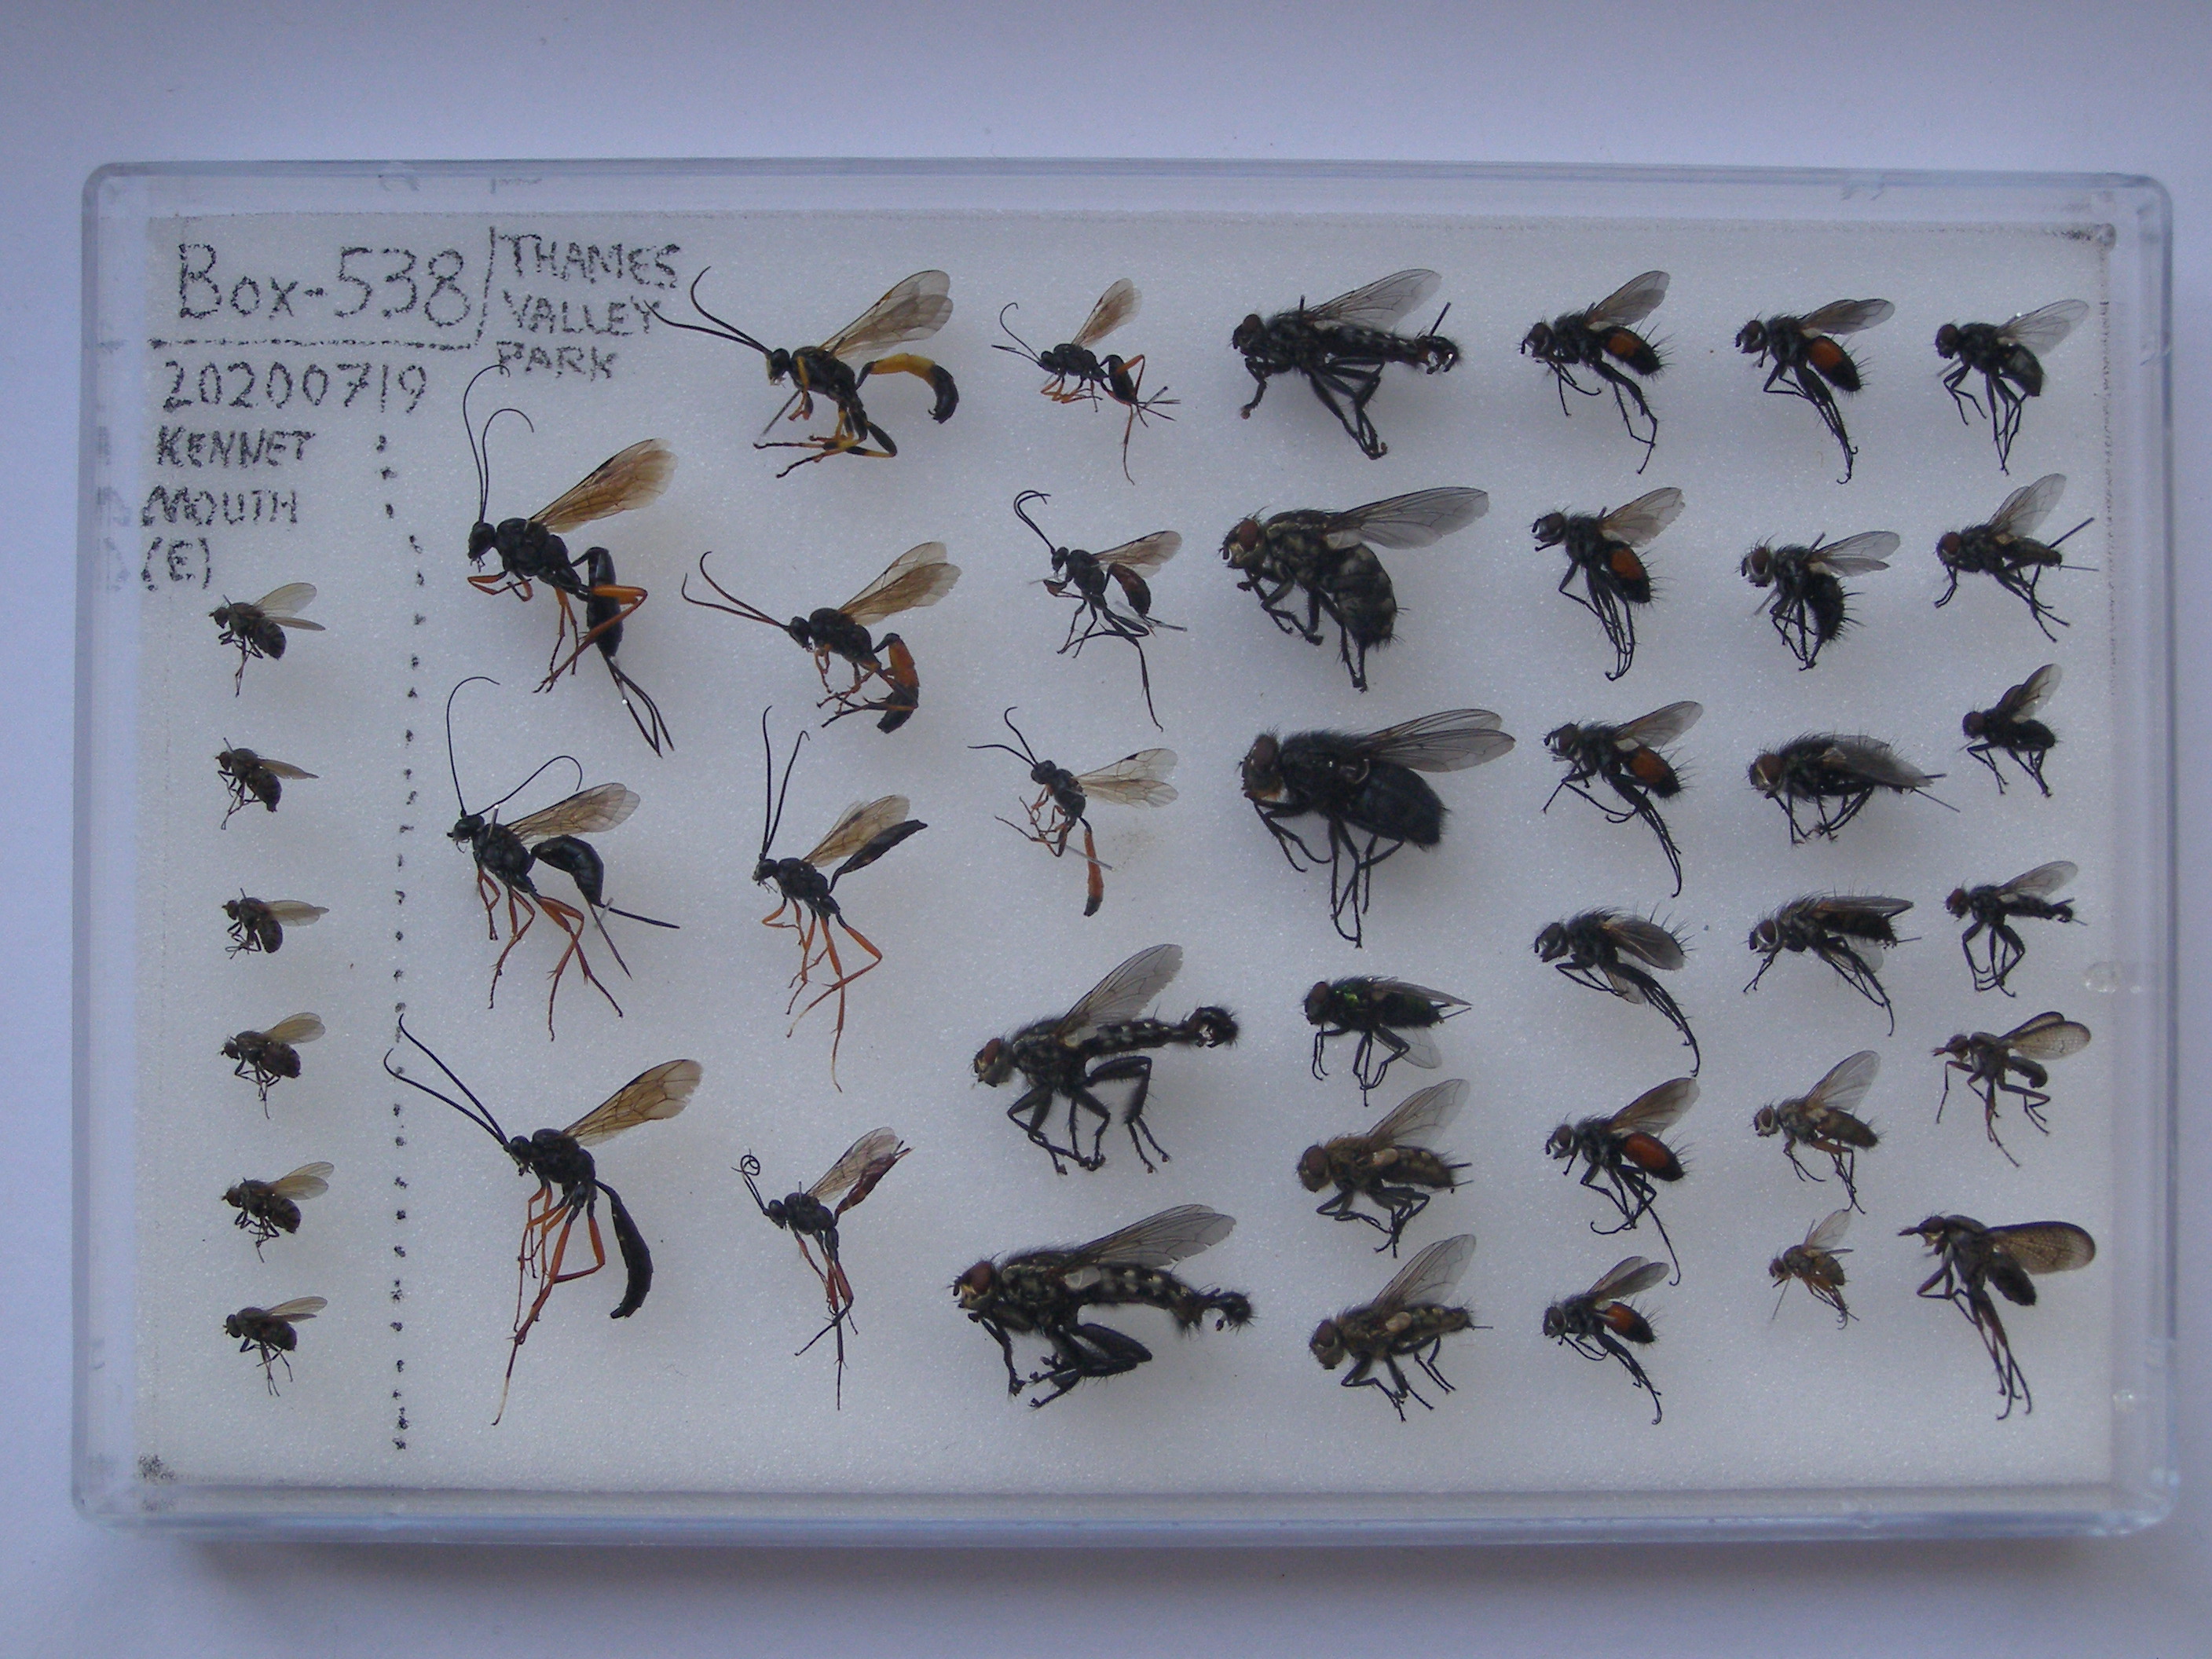 Box-538/
THAMES
VALLEY
PARK
20200719
KENNET
MOUTH
(E)